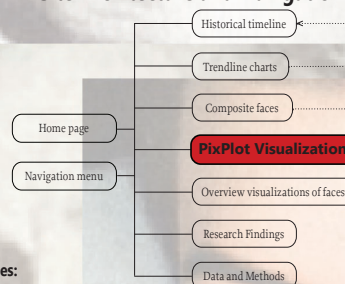 Historical timeline
Trendline charts
Composite faces
Home page
PixPlot Visualization
Navigation menu
Overview visualizations of faces
Research Findings
es:
Data and Methods